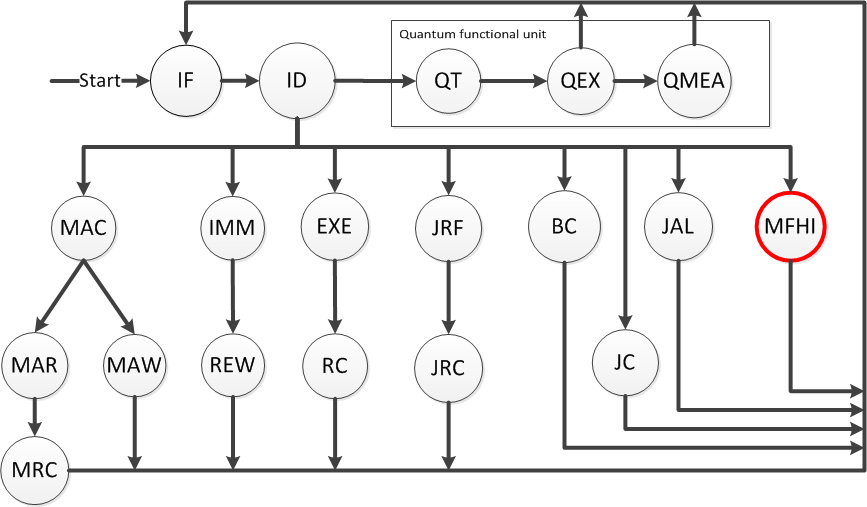 Quantum functional unit
Start
IF
ID
QT
QEX
QMEA
MAC
IMM
EXE
JRF
BC
JAL
MFHI
MAR
MAW
REW
RC
JRC
JC
MRC